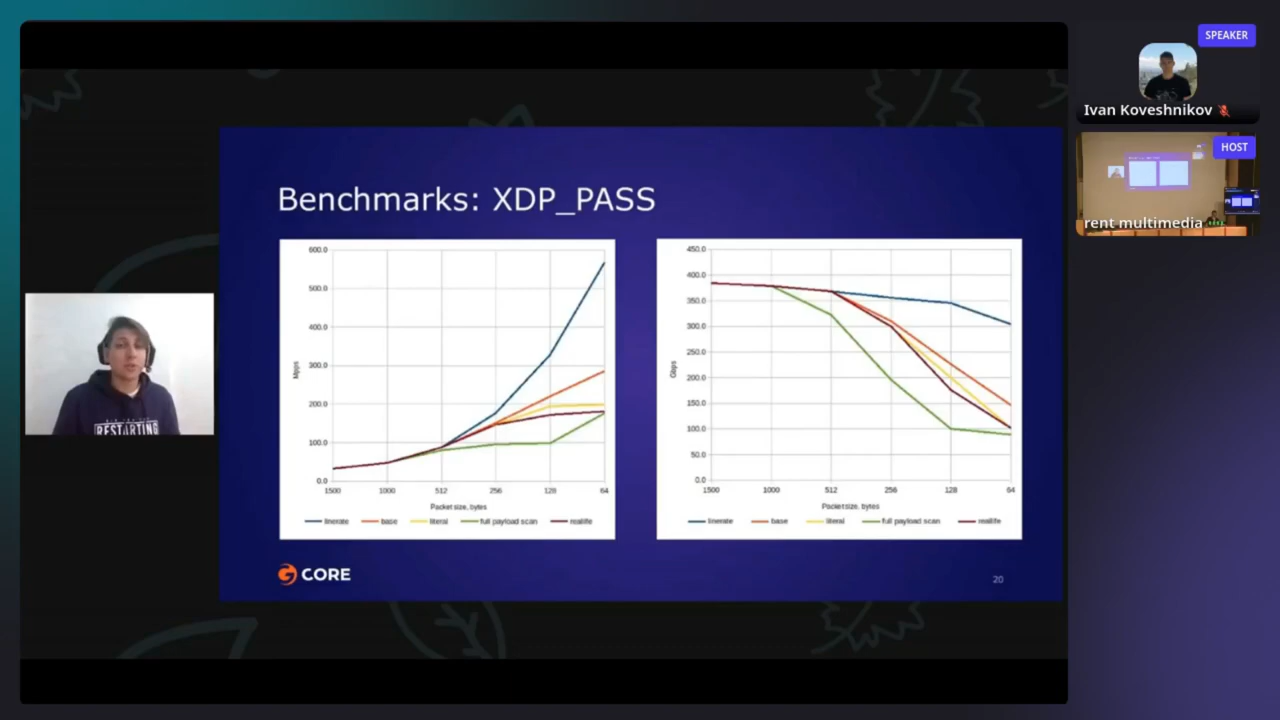 SPEAKER
Ivan Koveshnikov
HOST
rent multimedia
Benchmarks: XDP_PASS
600.0
500.0
400.0
300.0
200.0
100.0
0.0
Mpps
1500 1000 512 256 128 64
Packet size, bytes
linerate base literal full payload scan reallife
450.0
400.0
350.0
300.0
250.0
200.0
150.0
100.0
50.0
0.0
Gbps
1500 1000 512 256 128 64
Packet size, bytes
linerate base literal full payload scan reallife
RESTARTING
CORE
20